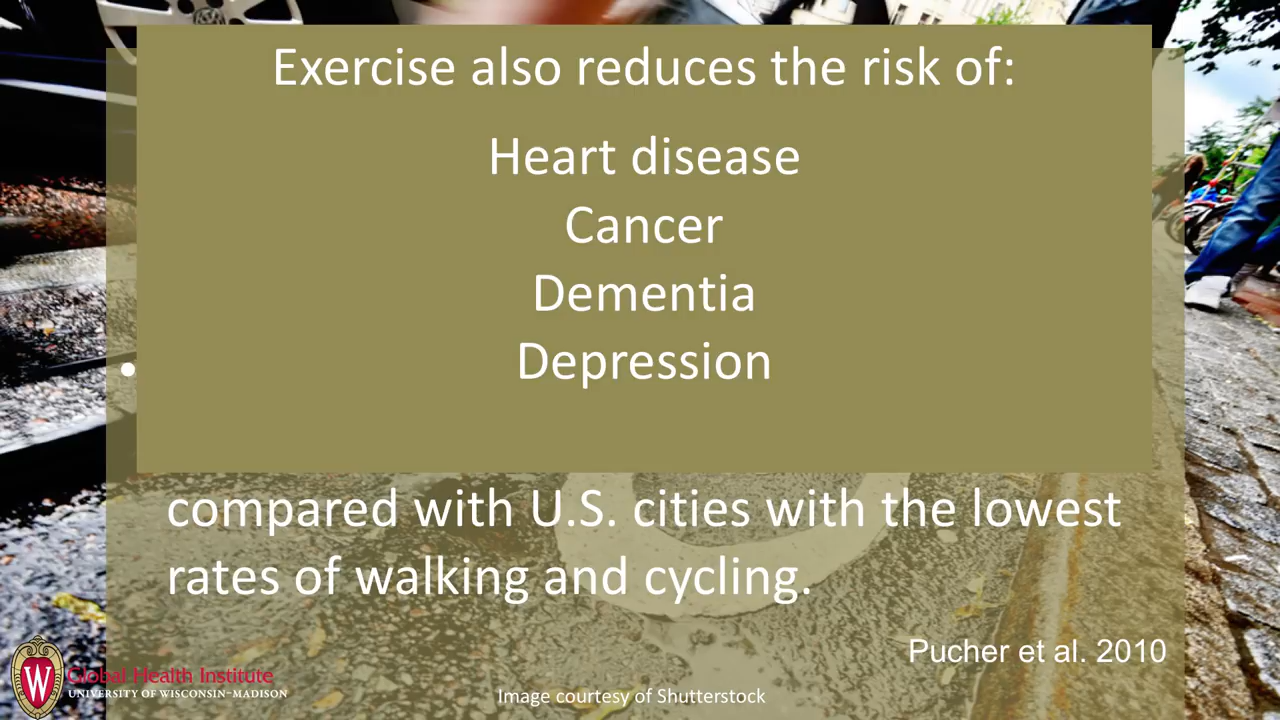 Exercise also reduces the risk of:
Heart disease
Cancer
Dementia
Depression
•
compared with U.S. cities with the lowest
rates of walking and cycling.
Pucher et al. 2010
W
Global Health Institute
UNIVERSITY OF WISCONSIN–MADISON
Image courtesy of Shutterstock